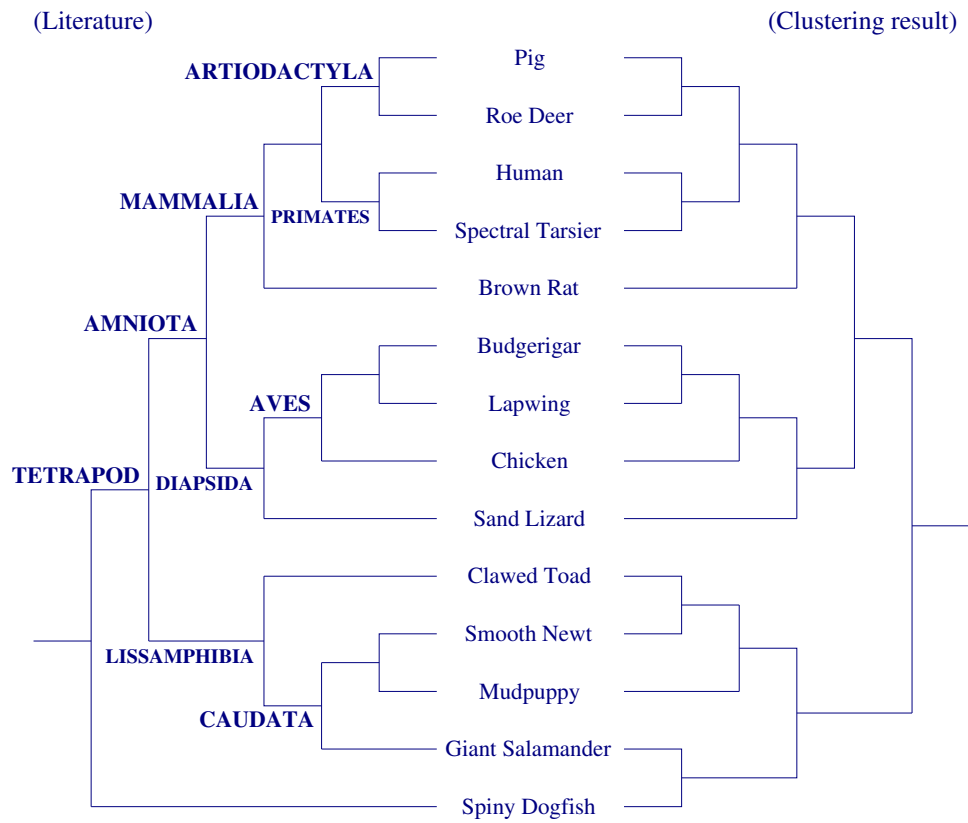 (Literature)
(Clustering result)
ARTIODACTYLA
Pig
Roe Deer
Human
MAMMALIA
PRIMATES
Spectral Tarsier
Brown Rat
AMNIOTA
Budgerigar
AVES
Lapwing
Chicken
TETRAPOD
DIAPSIDA
Sand Lizard
Clawed Toad
Smooth Newt
LISSAMPHIBIA
Mudpuppy
CAUDATA
Giant Salamander
Spiny Dogfish